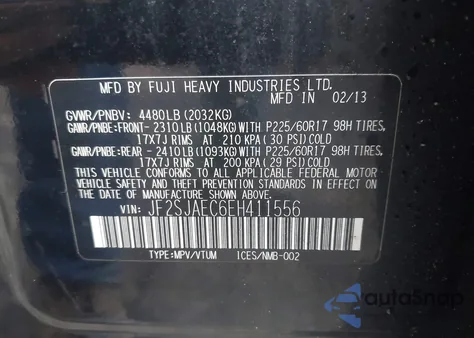 MFD BY FUJI HEAVY INDUSTRIES LTD.
MFD IN 02/13
GVWR/PNBV: 4480LB (2032KG)
GAWR/PNBE:FRONT- 2310LB (1048KG) WITH P225/60R17 98H TIRES,
17X7J RIMS AT 210 KPA (30 PSI) COLD
GAWR/PNBE:REAR - 2410LB (1093KG) WITH P225/60R17 98H TIRES,
17X7J RIMS AT 200 KPA (29 PSI) COLD
THIS VEHICLE CONFORMS TO ALL APPLICABLE FEDERAL MOTOR
VEHICLE SAFETY AND THEFT PREVENTION STANDARDS IN EFFECT ON
THE DATE OF MANUFACTURE SHOWN ABOVE.
VIN: JF2SJAEC6EH411556
TYPE:MPV/VTUM ICES/NMB-002
autoSnap